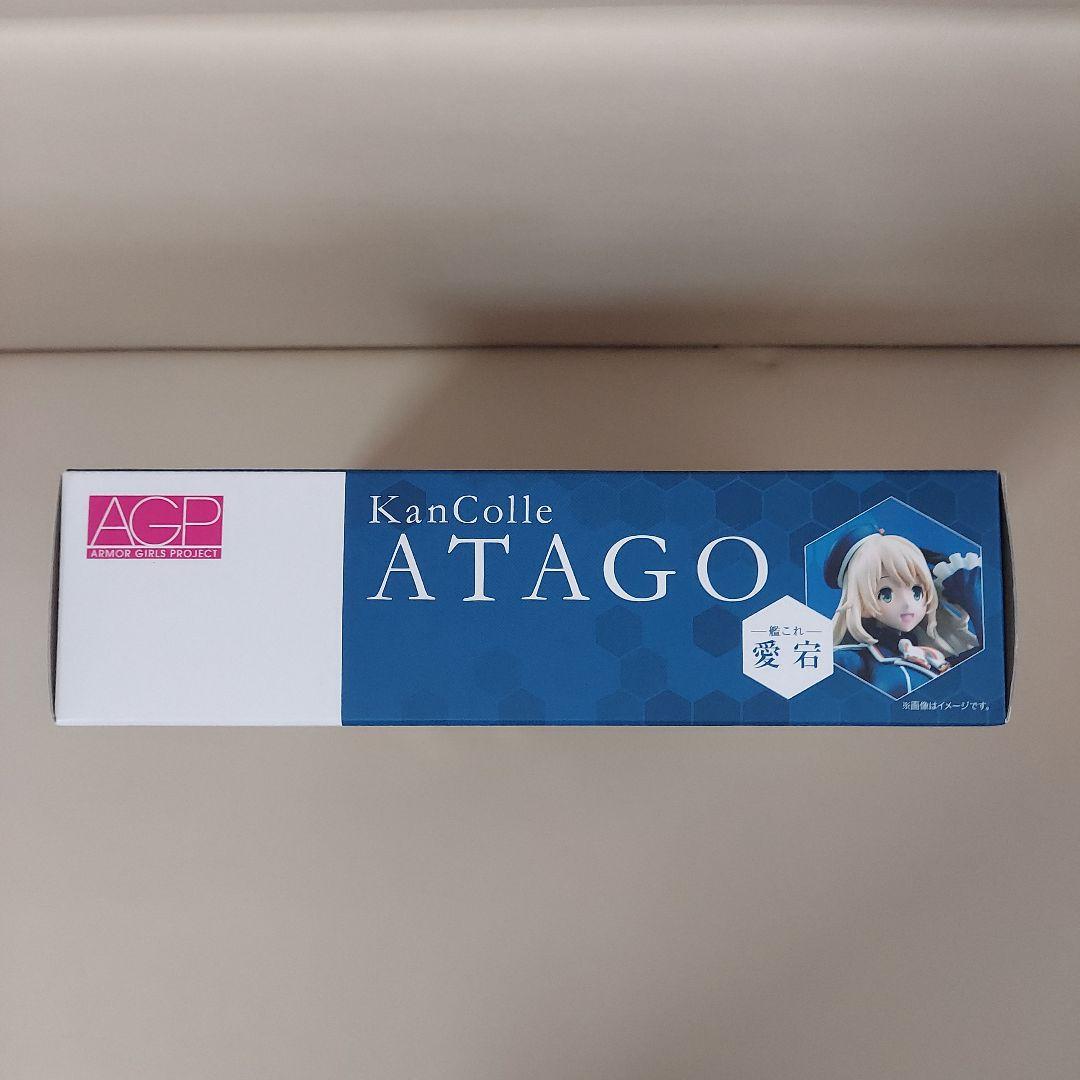 AGP
ARMOR GIRLS PROJECT
KanColle
ATAGO
艦これ
愛宕
※画像はイメージです。